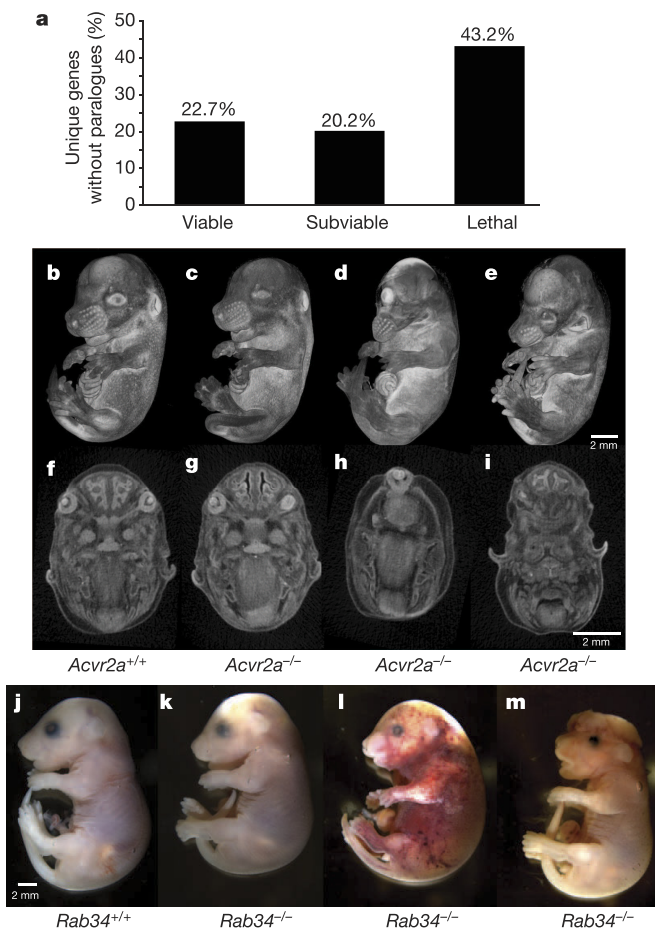 a
Unique genes
without paralogues (%)
50
40
30
20
10
0
22.7%
20.2%
43.2%
Viable
Subviable
Lethal
b
c
d
e
2 mm
f
g
h
i
2 mm
Acvr2a+/+
Acvr2a–/–
Acvr2a–/–
Acvr2a–/–
j
k
l
m
2 mm
Rab34+/+
Rab34–/–
Rab34–/–
Rab34–/–